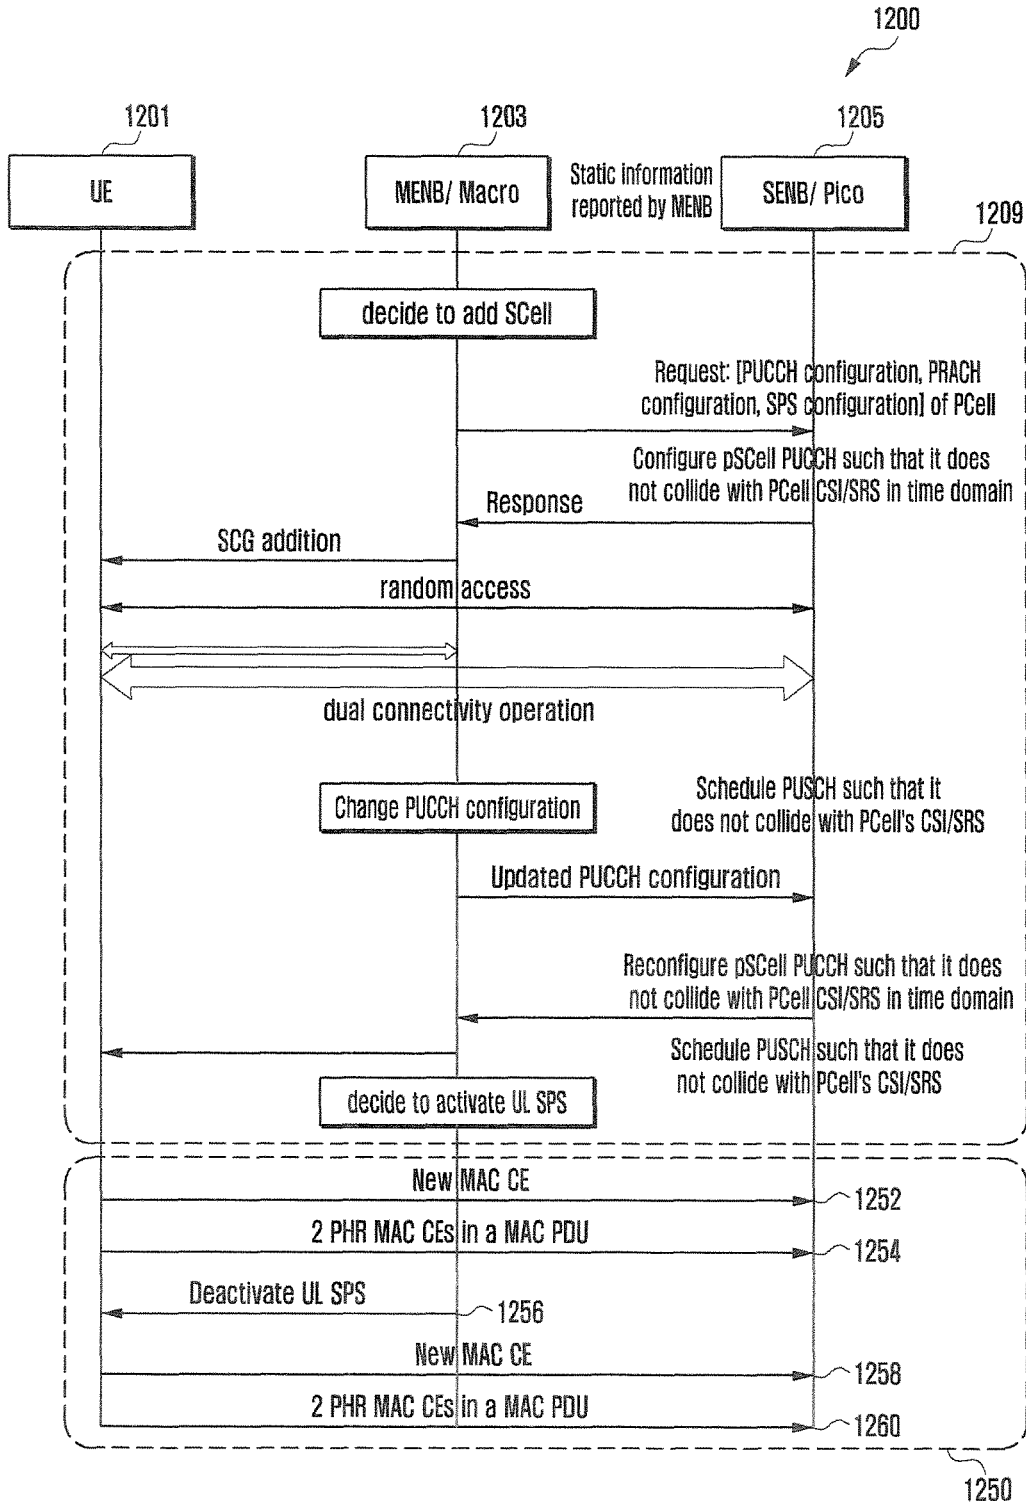 1200
1201
1203
1205
UE
MENB/ Macro
Static information
reported by MENB
SENB/ Pico
1209
decide to add SCell
Request: [PUCCH configuration, PRACH
configuration, SPS configuration] of PCell
Configure pSCell PUCCH such that it does
not collide with PCell CSI/SRS in time domain
Response
SCG addition
random access
dual connectivity operation
Schedule PUSCH such that it
does not collide with PCell's CSI/SRS
Change PUCCH configuration
Updated PUCCH configuration
Reconfigure pSCell PUCCH such that it does
not collide with PCell CSI/SRS in time domain
Schedule PUSCH such that it does
not collide with PCell's CSI/SRS
decide to activate UL SPS
New MAC CE
1252
2 PHR MAC CEs in a MAC PDU
1254
Deactivate UL SPS
1256
New MAC CE
1258
2 PHR MAC CEs in a MAC PDU
1260
1250